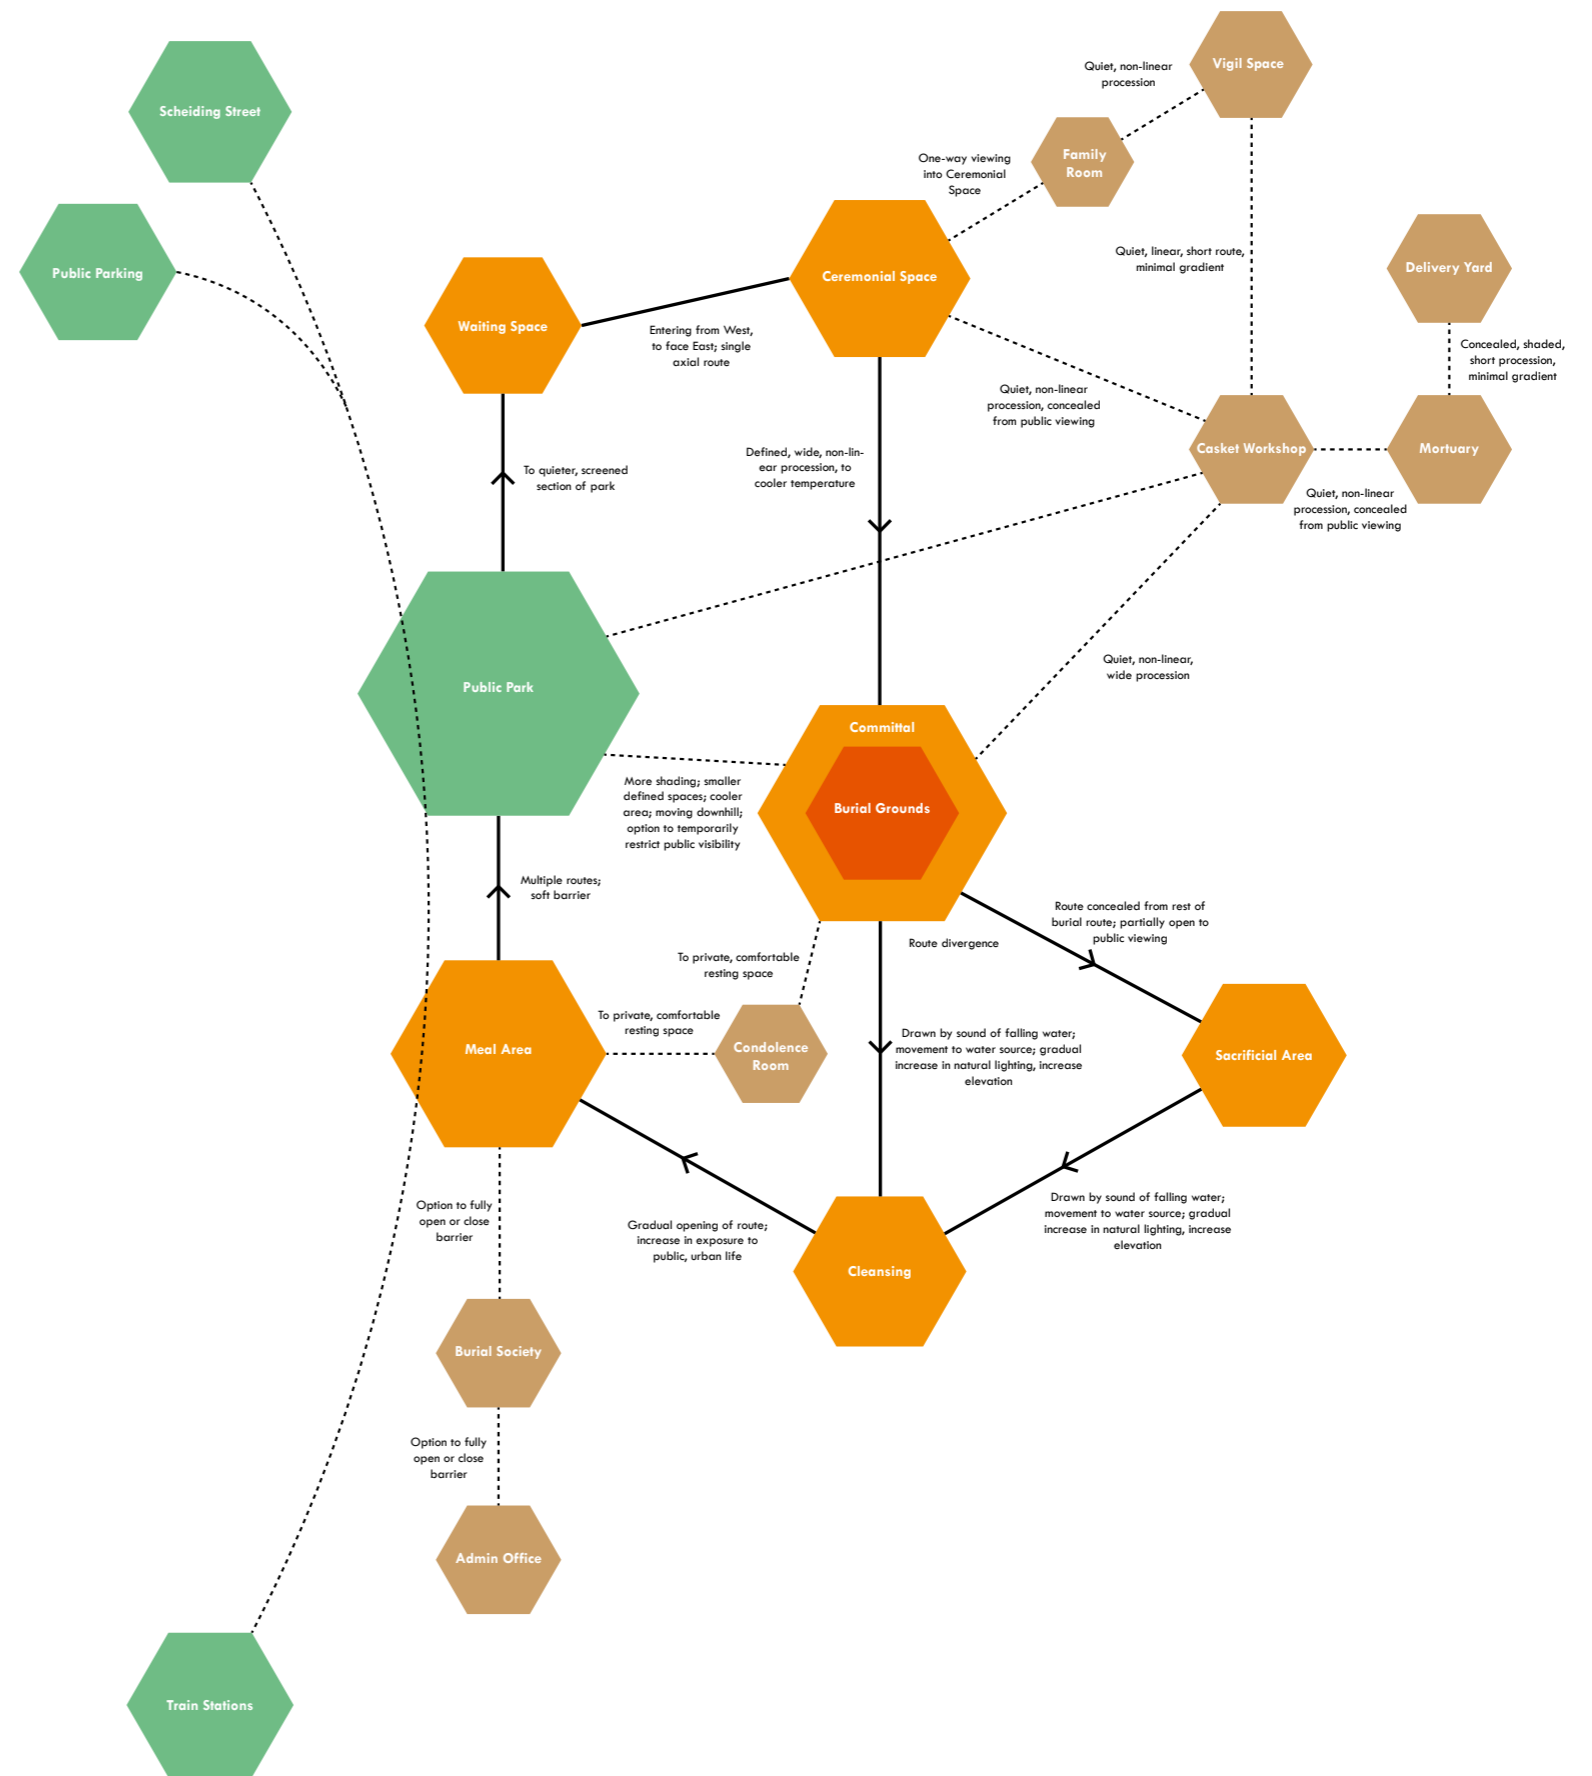 Vigil Space
Quiet, non-linear
procession
Scheiding Street
Family
Room
One-way viewing
into Ceremonial
Space
Quiet, linear, short route,
minimal gradient
Delivery Yard
Public Parking
Ceremonial Space
Waiting Space
Entering from West,
to face East; single
axial route
Concealed, shaded,
short procession,
minimal gradient
Quiet, non-linear
procession, concealed
from public viewing
Casket Workshop
Mortuary
Defined, wide, non-lin-
ear procession, to
cooler temperature
To quieter, screened
section of park
Quiet, non-linear
procession, concealed
from public viewing
Quiet, non-linear,
wide procession
Public Park
Committal
More shading; smaller
defined spaces; cooler
area; moving downhill;
option to temporarily
restrict public visibility
Burial Grounds
Multiple routes;
soft barrier
Route concealed from rest of
burial route; partially open to
public viewing
Route divergence
To private, comfortable
resting space
To private, comfortable
resting space
Meal Area
Condolence
Room
Drawn by sound of falling water;
movement to water source; gradual
increase in natural lighting, increase
elevation
Sacrificial Area
Option to fully
open or close
barrier
Gradual opening of route;
increase in exposure to
public, urban life
Drawn by sound of falling water;
movement to water source; gradual
increase in natural lighting, increase
elevation
Cleansing
Burial Society
Option to fully
open or close
barrier
Admin Office
Train Stations